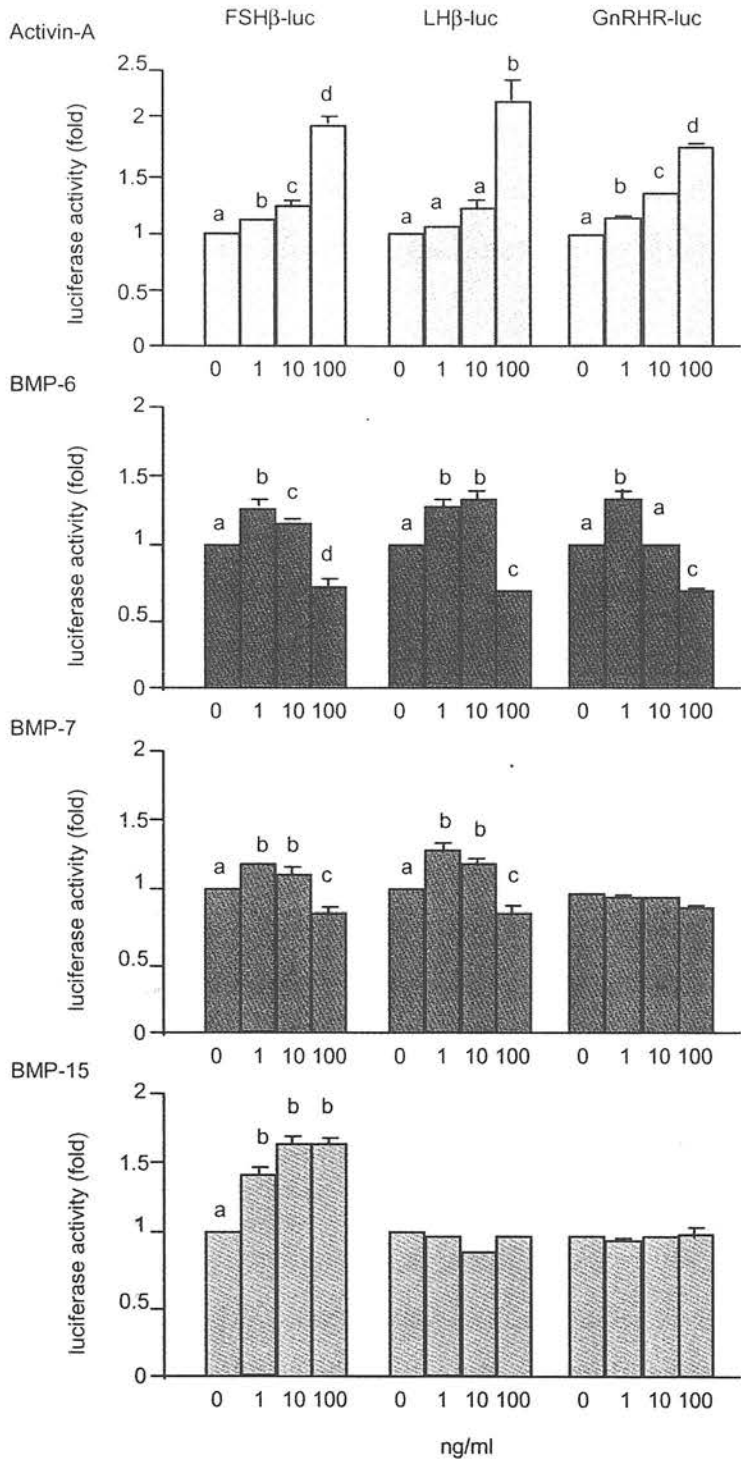 FSHβ-luc LHβ-luc GnRHR-luc
Activin-A
luciferase activity (fold)
2.5
2
1.5
1
0.5
0
a b c d
a a a b
a b c d
0 1 10 100 0 1 10 100 0 1 10 100
BMP-6
luciferase activity (fold)
2
1.5
1
0.5
0
a b c d
a b b c
a b a c
0 1 10 100 0 1 10 100 0 1 10 100
BMP-7
luciferase activity (fold)
2
1.5
1
0.5
0
a b b c
a b b c
0 1 10 100 0 1 10 100 0 1 10 100
BMP-15
luciferase activity (fold)
2
1.5
1
0.5
0
a b b b
0 1 10 100 0 1 10 100 0 1 10 100
ng/ml